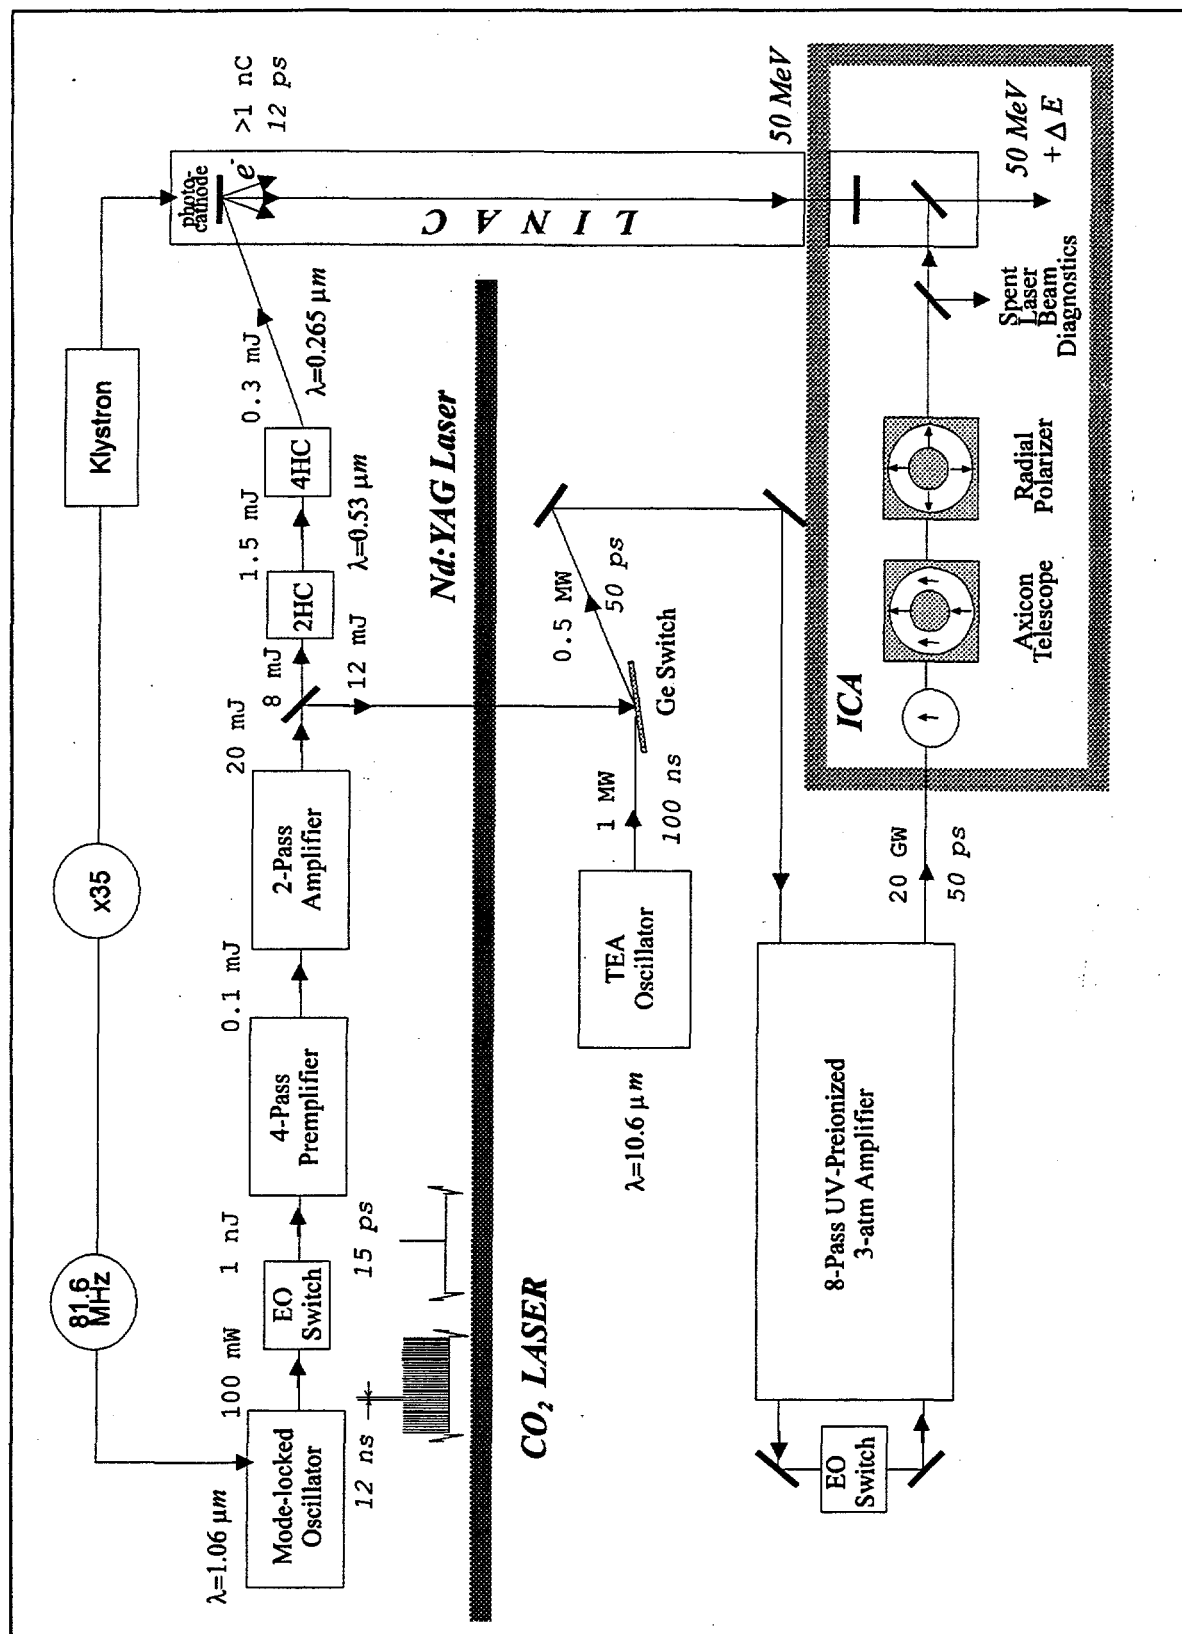 81.6
MHz
x35
Klystron
λ=1.06 μm
Mode-locked
Oscillator
100 mW
12 ns
EO
Switch
1 nJ
15 ps
4-Pass
Premplifier
0.1 mJ
2-Pass
Amplifier
20 mJ
8 mJ
12 mJ
2HC
1.5 mJ
λ=0.53 μm
4HC
0.3 mJ
λ=0.265 μm
photo-
cathode
e-
>1 nC
12 ps
LINAC
50 MeV
Nd:YAG Laser
CO2 LASER
λ=10.6 μm
TEA
Oscillator
1 MW
100 ns
Ge Switch
0.5 MW
50 ps
EO
Switch
8-Pass UV-Preionized
3-atm Amplifier
20 GW
50 ps
ICA
Axicon
Telescope
Radial
Polarizer
Spent
Laser
Beam
Diagnostics
50 MeV
+ Δ E